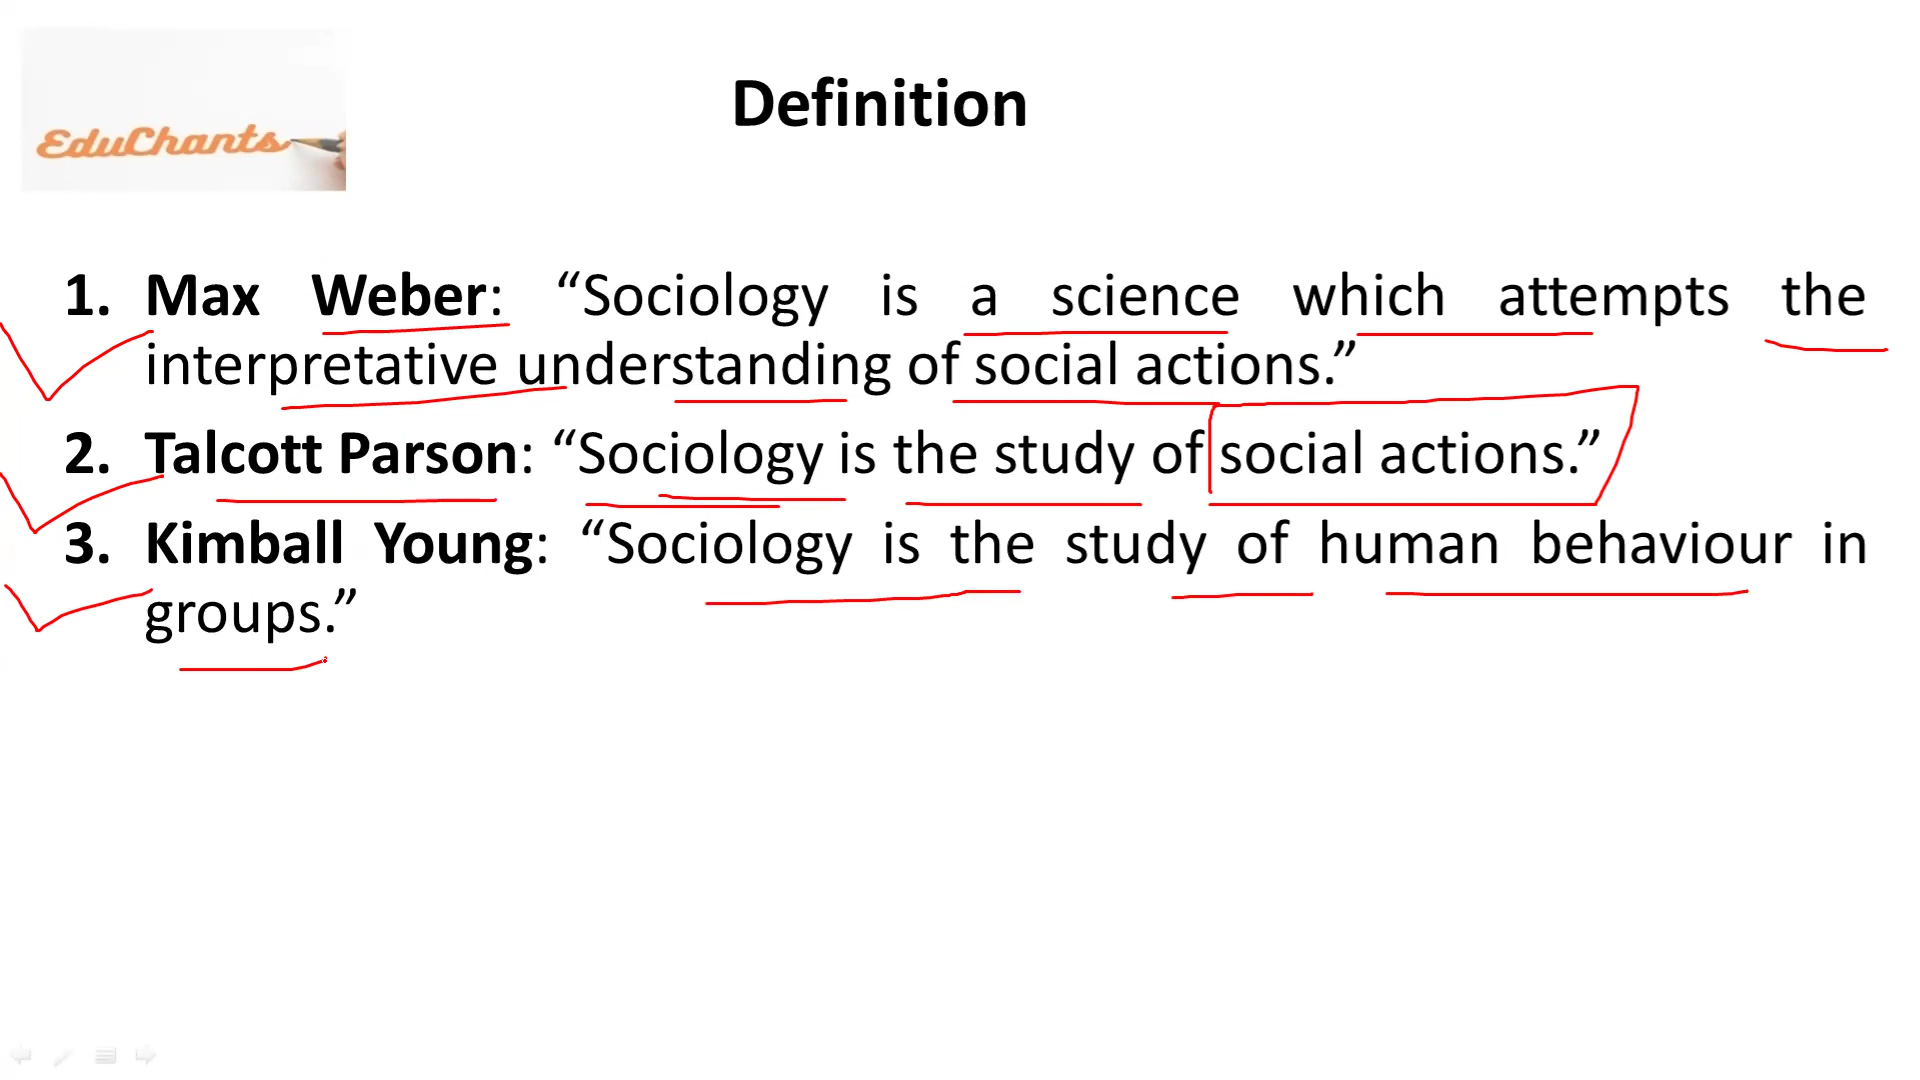 EduChants
Definition
1. Max Weber: “Sociology is a science which attempts the
interpretative understanding of social actions.”
2. Talcott Parson: “Sociology is the study of social actions.”
3. Kimball Young: “Sociology is the study of human behaviour in
groups.”